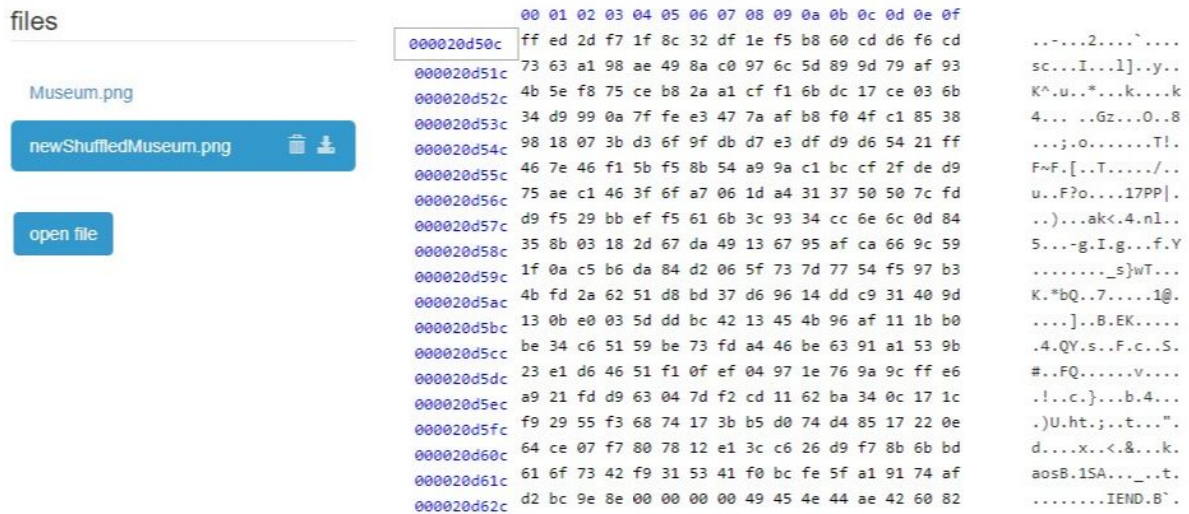 files
Museum.png
newShuffledMuseum.png
open file
00 01 02 03 04 05 06 07 08 09 0a 0b 0c 0d 0e 0f
000020d50c ff ed 2d f7 1f 8c 32 df 1e f5 b8 60 cd d6 f6 cd ..-...2....`....
000020d51c 73 63 a1 98 ae 49 8a c0 97 6c 5d 89 9d 79 af 93 sc...I...l]..y..
000020d52c 4b 5e f8 75 ce b8 2a a1 cf f1 6b dc 17 ce 03 6b K^.u..*...k....k
000020d53c 34 d9 99 0a 7f fe e3 47 7a af b8 f0 4f c1 85 38 4... ..Gz...O..8
000020d54c 98 18 07 3b d3 6f 9f db d7 e3 df d9 d6 54 21 ff ...;.o.......T!.
000020d55c 46 7e 46 f1 5b f5 8b 54 a9 9a c1 bc cf 2f de d9 F~F.[..T...../..
000020d56c 75 ae c1 46 3f 6f a7 06 1d a4 31 37 50 50 7c fd u..F?o....17PP|.
000020d57c d9 f5 29 bb ef f5 61 6b 3c 93 34 cc 6e 6c 0d 84 ..)...ak<.4.nl..
000020d58c 35 8b 03 18 2d 67 da 49 13 67 95 af ca 66 9c 59 5...-g.I.g...f.Y
000020d59c 1f 0a c5 b6 da 84 d2 06 5f 73 7d 77 54 f5 97 b3 ........_s}wT...
000020d5ac 4b fd 2a 62 51 d8 bd 37 d6 96 14 dd c9 31 40 9d K.*bQ..7.....1@.
000020d5bc 13 0b e0 03 5d dd bc 42 13 45 4b 96 af 11 1b b0 ....]..B.EK.....
000020d5cc be 34 c6 51 59 be 73 fd a4 46 be 63 91 a1 53 9b .4.QY.s..F.c..S.
000020d5dc 23 e1 d6 46 51 f1 0f ef 04 97 1e 76 9a 9c ff e6 #..FQ......v....
000020d5ec a9 21 fd d9 63 04 7d f2 cd 11 62 ba 34 0c 17 1c .!..c.}...b.4...
000020d5fc f9 29 55 f3 68 74 17 3b b5 d0 74 d4 85 17 22 0e .)U.ht.;..t...".
000020d60c 64 ce 07 f7 80 78 12 e1 3c c6 26 d9 f7 8b 6b bd d....x..<.&...k.
000020d61c 61 6f 73 42 f9 31 53 41 f0 bc fe 5f a1 91 74 af aosB.1SA..._..t.
000020d62c d2 bc 9e 8e 00 00 00 00 49 45 4e 44 ae 42 60 82 ........IEND.B`.